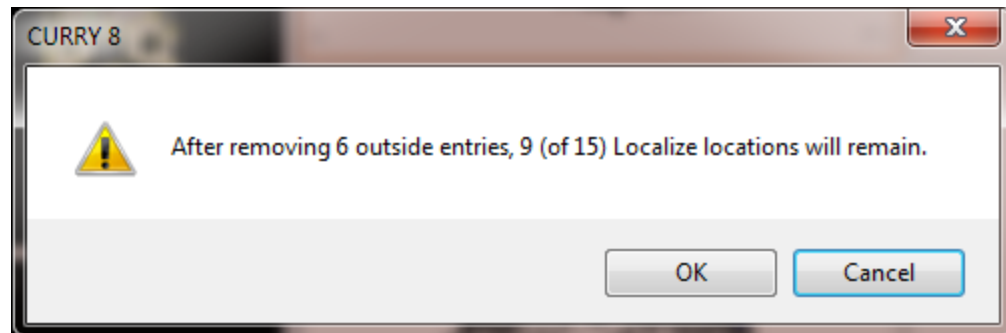 CURRY 8
After removing 6 outside entries, 9 (of 15) Localize locations will remain.
OK
Cancel